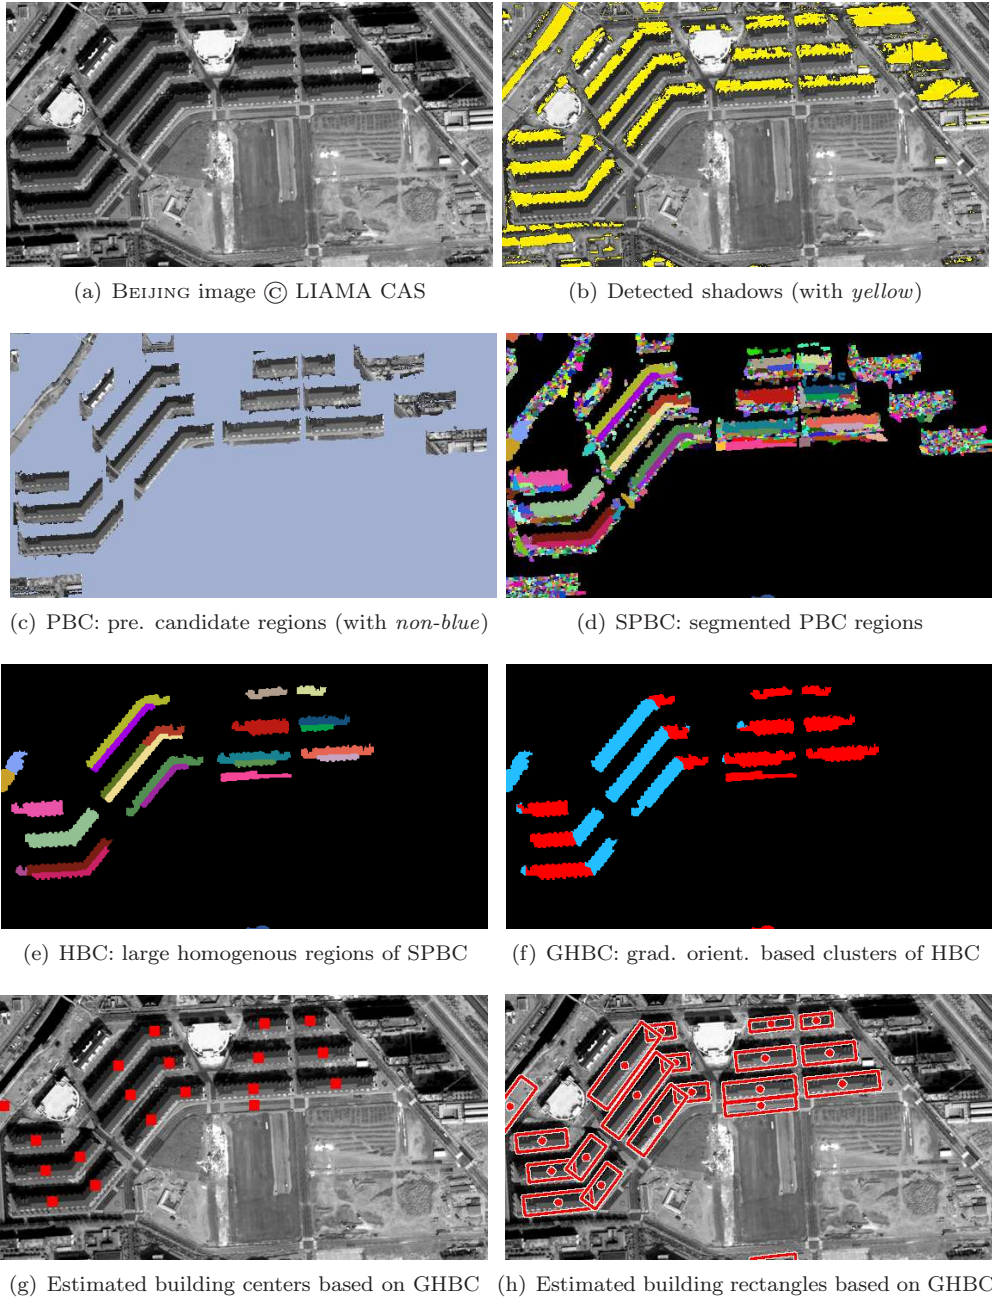 (a) BEIJING image © LIAMA CAS
(b) Detected shadows (with yellow)
(c) PBC: pre. candidate regions (with non-blue)
(d) SPBC: segmented PBC regions
(e) HBC: large homogenous regions of SPBC
(f) GHBC: grad. orient. based clusters of HBC
(g) Estimated building centers based on GHBC
(h) Estimated building rectangles based on GHBC